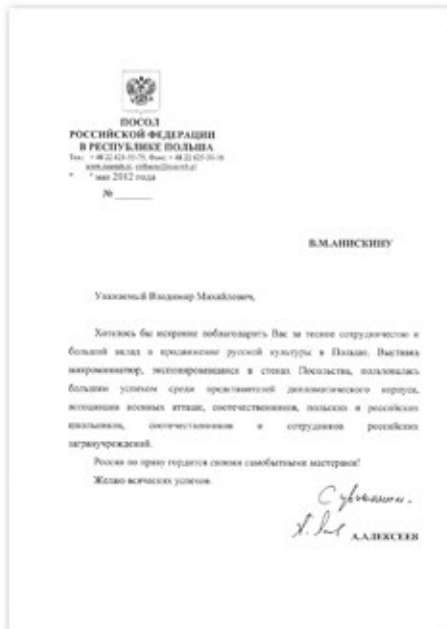 ПОСОЛ
РОССИЙСКОЙ ФЕДЕРАЦИИ
В РЕСПУБЛИКЕ ПОЛЬША
" " мая 2012 года
№
В.М.АНИСКИНУ
Уважаемый Владимир Михайлович,
Хотелось бы искренне поблагодарить Вас за тесное сотрудничество и
большой вклад в продвижение русской культуры в Польше. Выставка
микроминиатюр, экспонировавшаяся в стенах Посольства, пользовалась
большим успехом среди представителей дипломатического корпуса,
ассоциации военных атташе, соотечественников, польских и российских
школьников, соотечественников и сотрудников российских
загранучреждений.
Россия по праву гордится своими самобытными мастерами!
Желаю всяческих успехов.
С уважением.
А.АЛЕКСЕЕВ